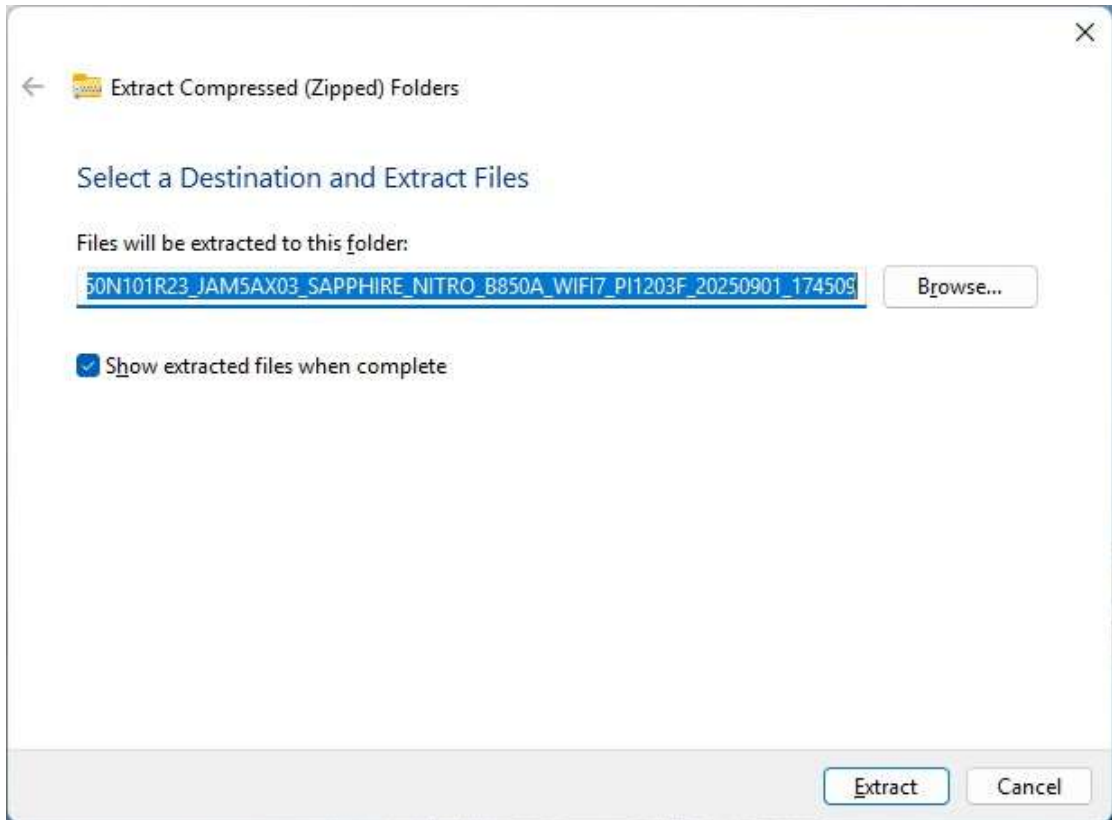 Extract Compressed (Zipped) Folders
Select a Destination and Extract Files
Files will be extracted to this folder:
50N101R23_JAM5AX03_SAPPHIRE_NITRO_B850A_WIFI7_PI1203F_20250901_174509
Browse...
Show extracted files when complete
Extract
Cancel